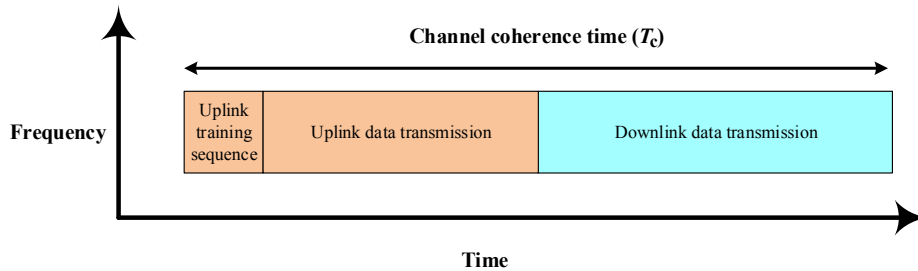 Channel coherence time (Tc)
Frequency
Uplink
training
sequence
Uplink data transmission
Downlink data transmission
Time